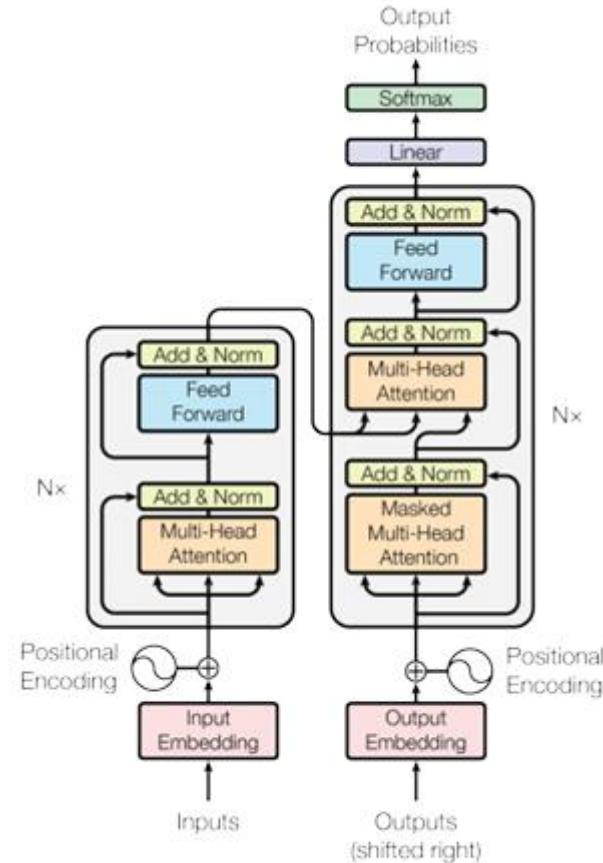 Output
Probabilities
Softmax
Linear
Add & Norm
Feed
Forward
Add & Norm
Multi-Head
Attention
Add & Norm
Masked
Multi-Head
Attention
Nx
Add & Norm
Feed
Forward
Add & Norm
Multi-Head
Attention
Nx
Positional
Encoding
Positional
Encoding
Input
Embedding
Output
Embedding
Inputs
Outputs
(shifted right)